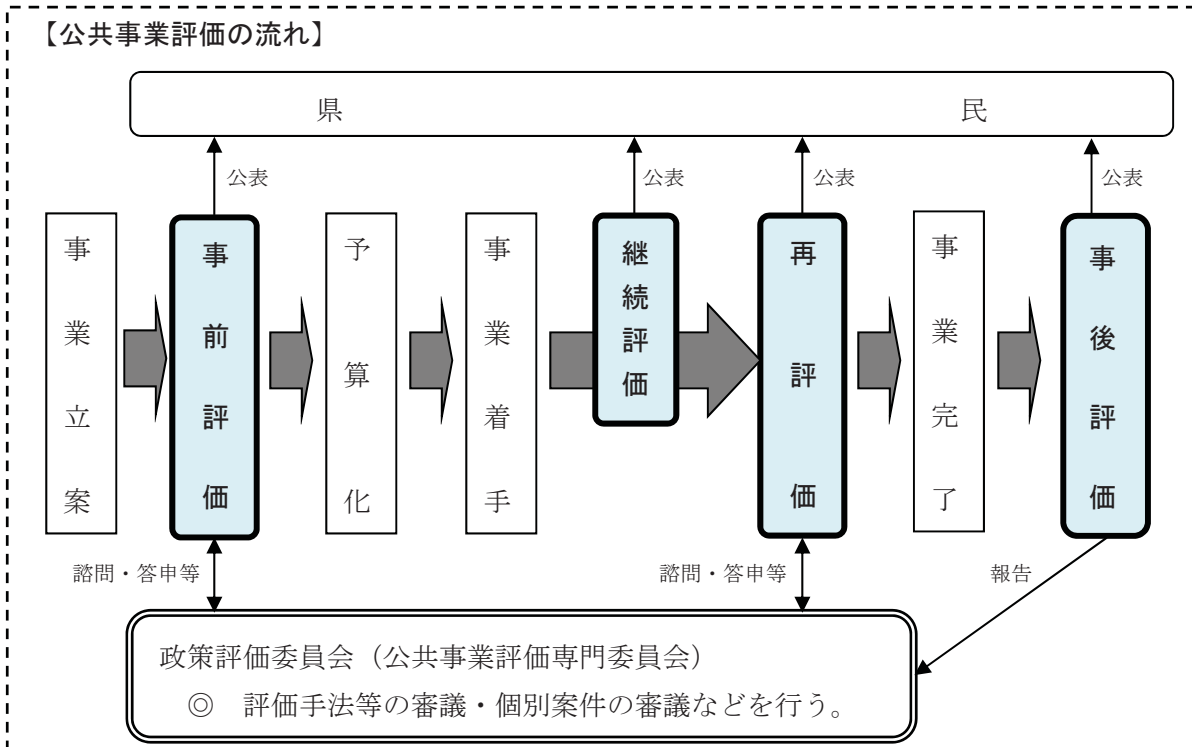 【公共事業評価の流れ】
県 民
公表
公表
公表
公表
事業立案
事前評価
予算化
事業着手
継続評価
再評価
事業完了
事後評価
諮問・答申等
諮問・答申等
報告
政策評価委員会（公共事業評価専門委員会）
◎ 評価手法等の審議・個別案件の審議などを行う。